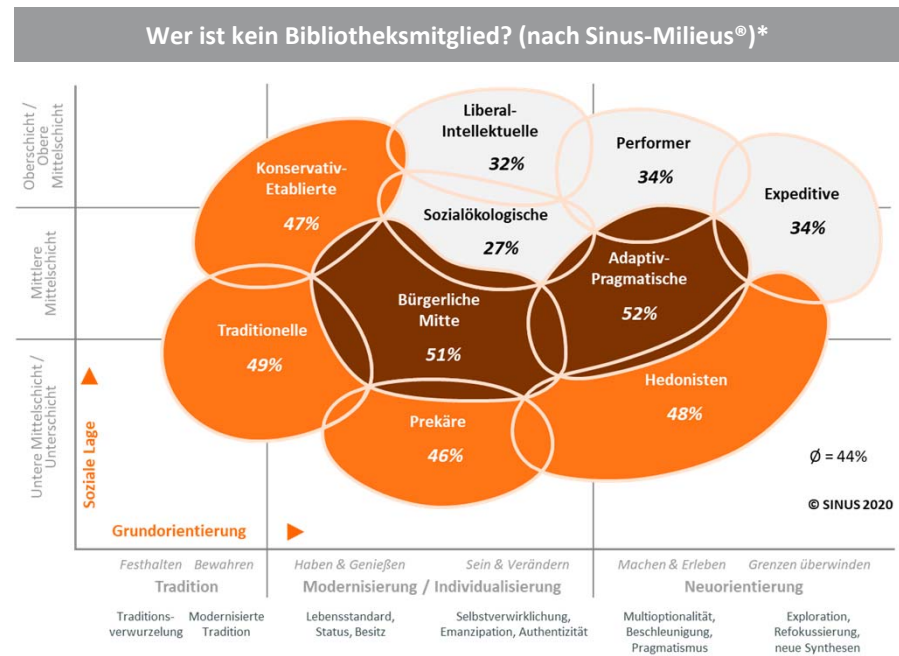 Wer ist kein Bibliotheksmitglied? (nach Sinus-Milieus®)*
Oberschicht /
Obere
Mittelschicht
Mittlere
Mittelschicht
Untere Mittelschicht /
Unterschicht
Soziale Lage
Liberal-
Intellektuelle
32%
Performer
34%
Konservativ-
Etablierte
47%
Expeditive
34%
Sozialökologische
27%
Adaptiv-
Pragmatische
52%
Bürgerliche
Mitte
51%
Traditionelle
49%
Hedonisten
48%
Prekäre
46%
Ø = 44%
© SINUS 2020
Grundorientierung
Festhalten
Bewahren
Tradition
Haben & Genießen
Sein & Verändern
Modernisierung / Individualisierung
Machen & Erleben
Grenzen überwinden
Neuorientierung
Traditions-
verwurzelung
Modernisierte
Tradition
Lebensstandard,
Status, Besitz
Selbstverwirklichung,
Emanzipation, Authentizität
Multioptionalität,
Beschleunigung,
Pragmatismus
Exploration,
Refokussierung,
neue Synthesen